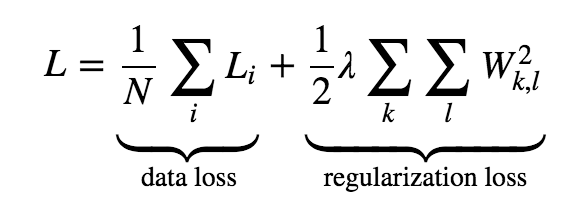 L = \frac{1}{N} \sum_i L_i + \frac{1}{2} \lambda \sum_k \sum_l W_{k,l}^2
data loss regularization loss